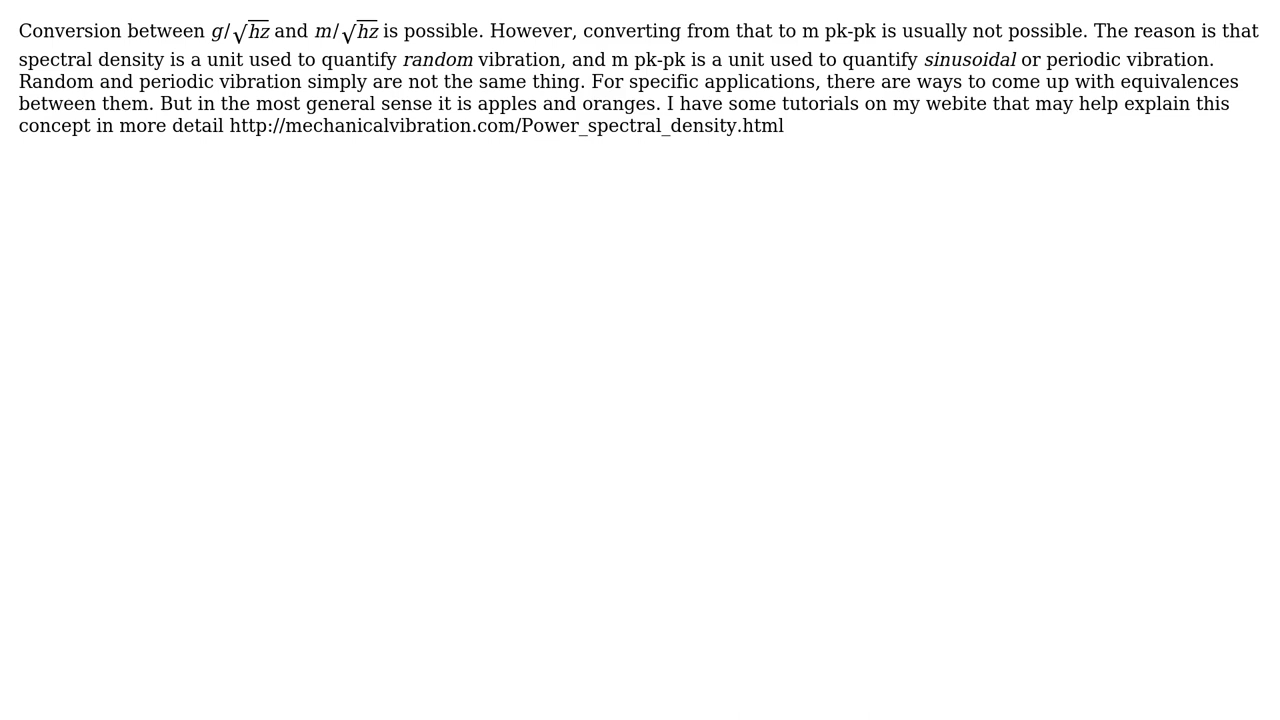 Conversion between g/√hz and m/√hz is possible. However, converting from that to m pk-pk is usually not possible. The reason is that
spectral density is a unit used to quantify random vibration, and m pk-pk is a unit used to quantify sinusoidal or periodic vibration.
Random and periodic vibration simply are not the same thing. For specific applications, there are ways to come up with equivalences
between them. But in the most general sense it is apples and oranges. I have some tutorials on my webite that may help explain this
concept in more detail http://mechanicalvibration.com/Power_spectral_density.html